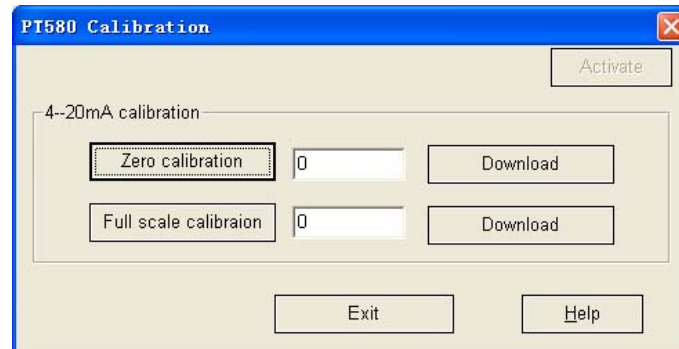 PT580 Calibration
Activate
4--20mA calibration
Zero calibration 0 Download
Full scale calibraion 0 Download
Exit Help